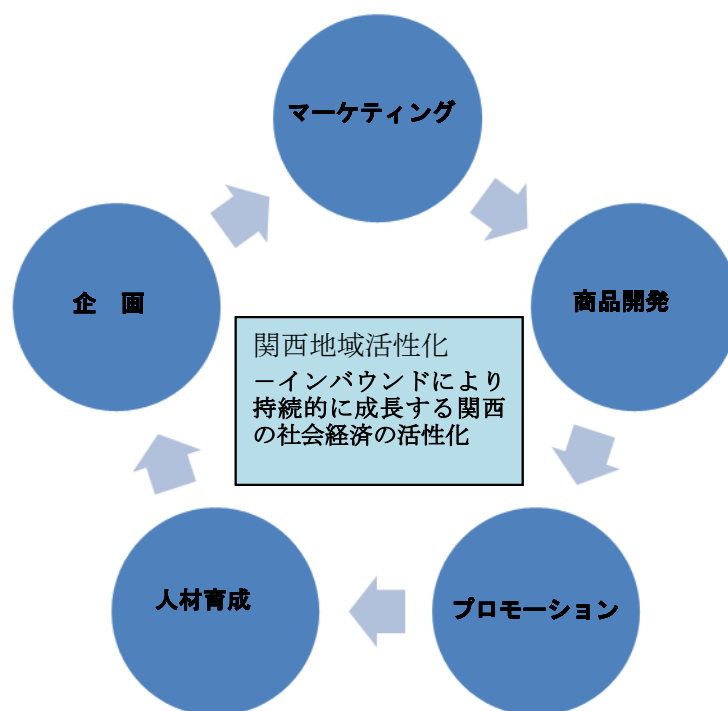 マーケティング
企　画
商品開発
関西地域活性化
－インバウンドにより
持続的に成長する関西
の社会経済の活性化
人材育成
プロモーション